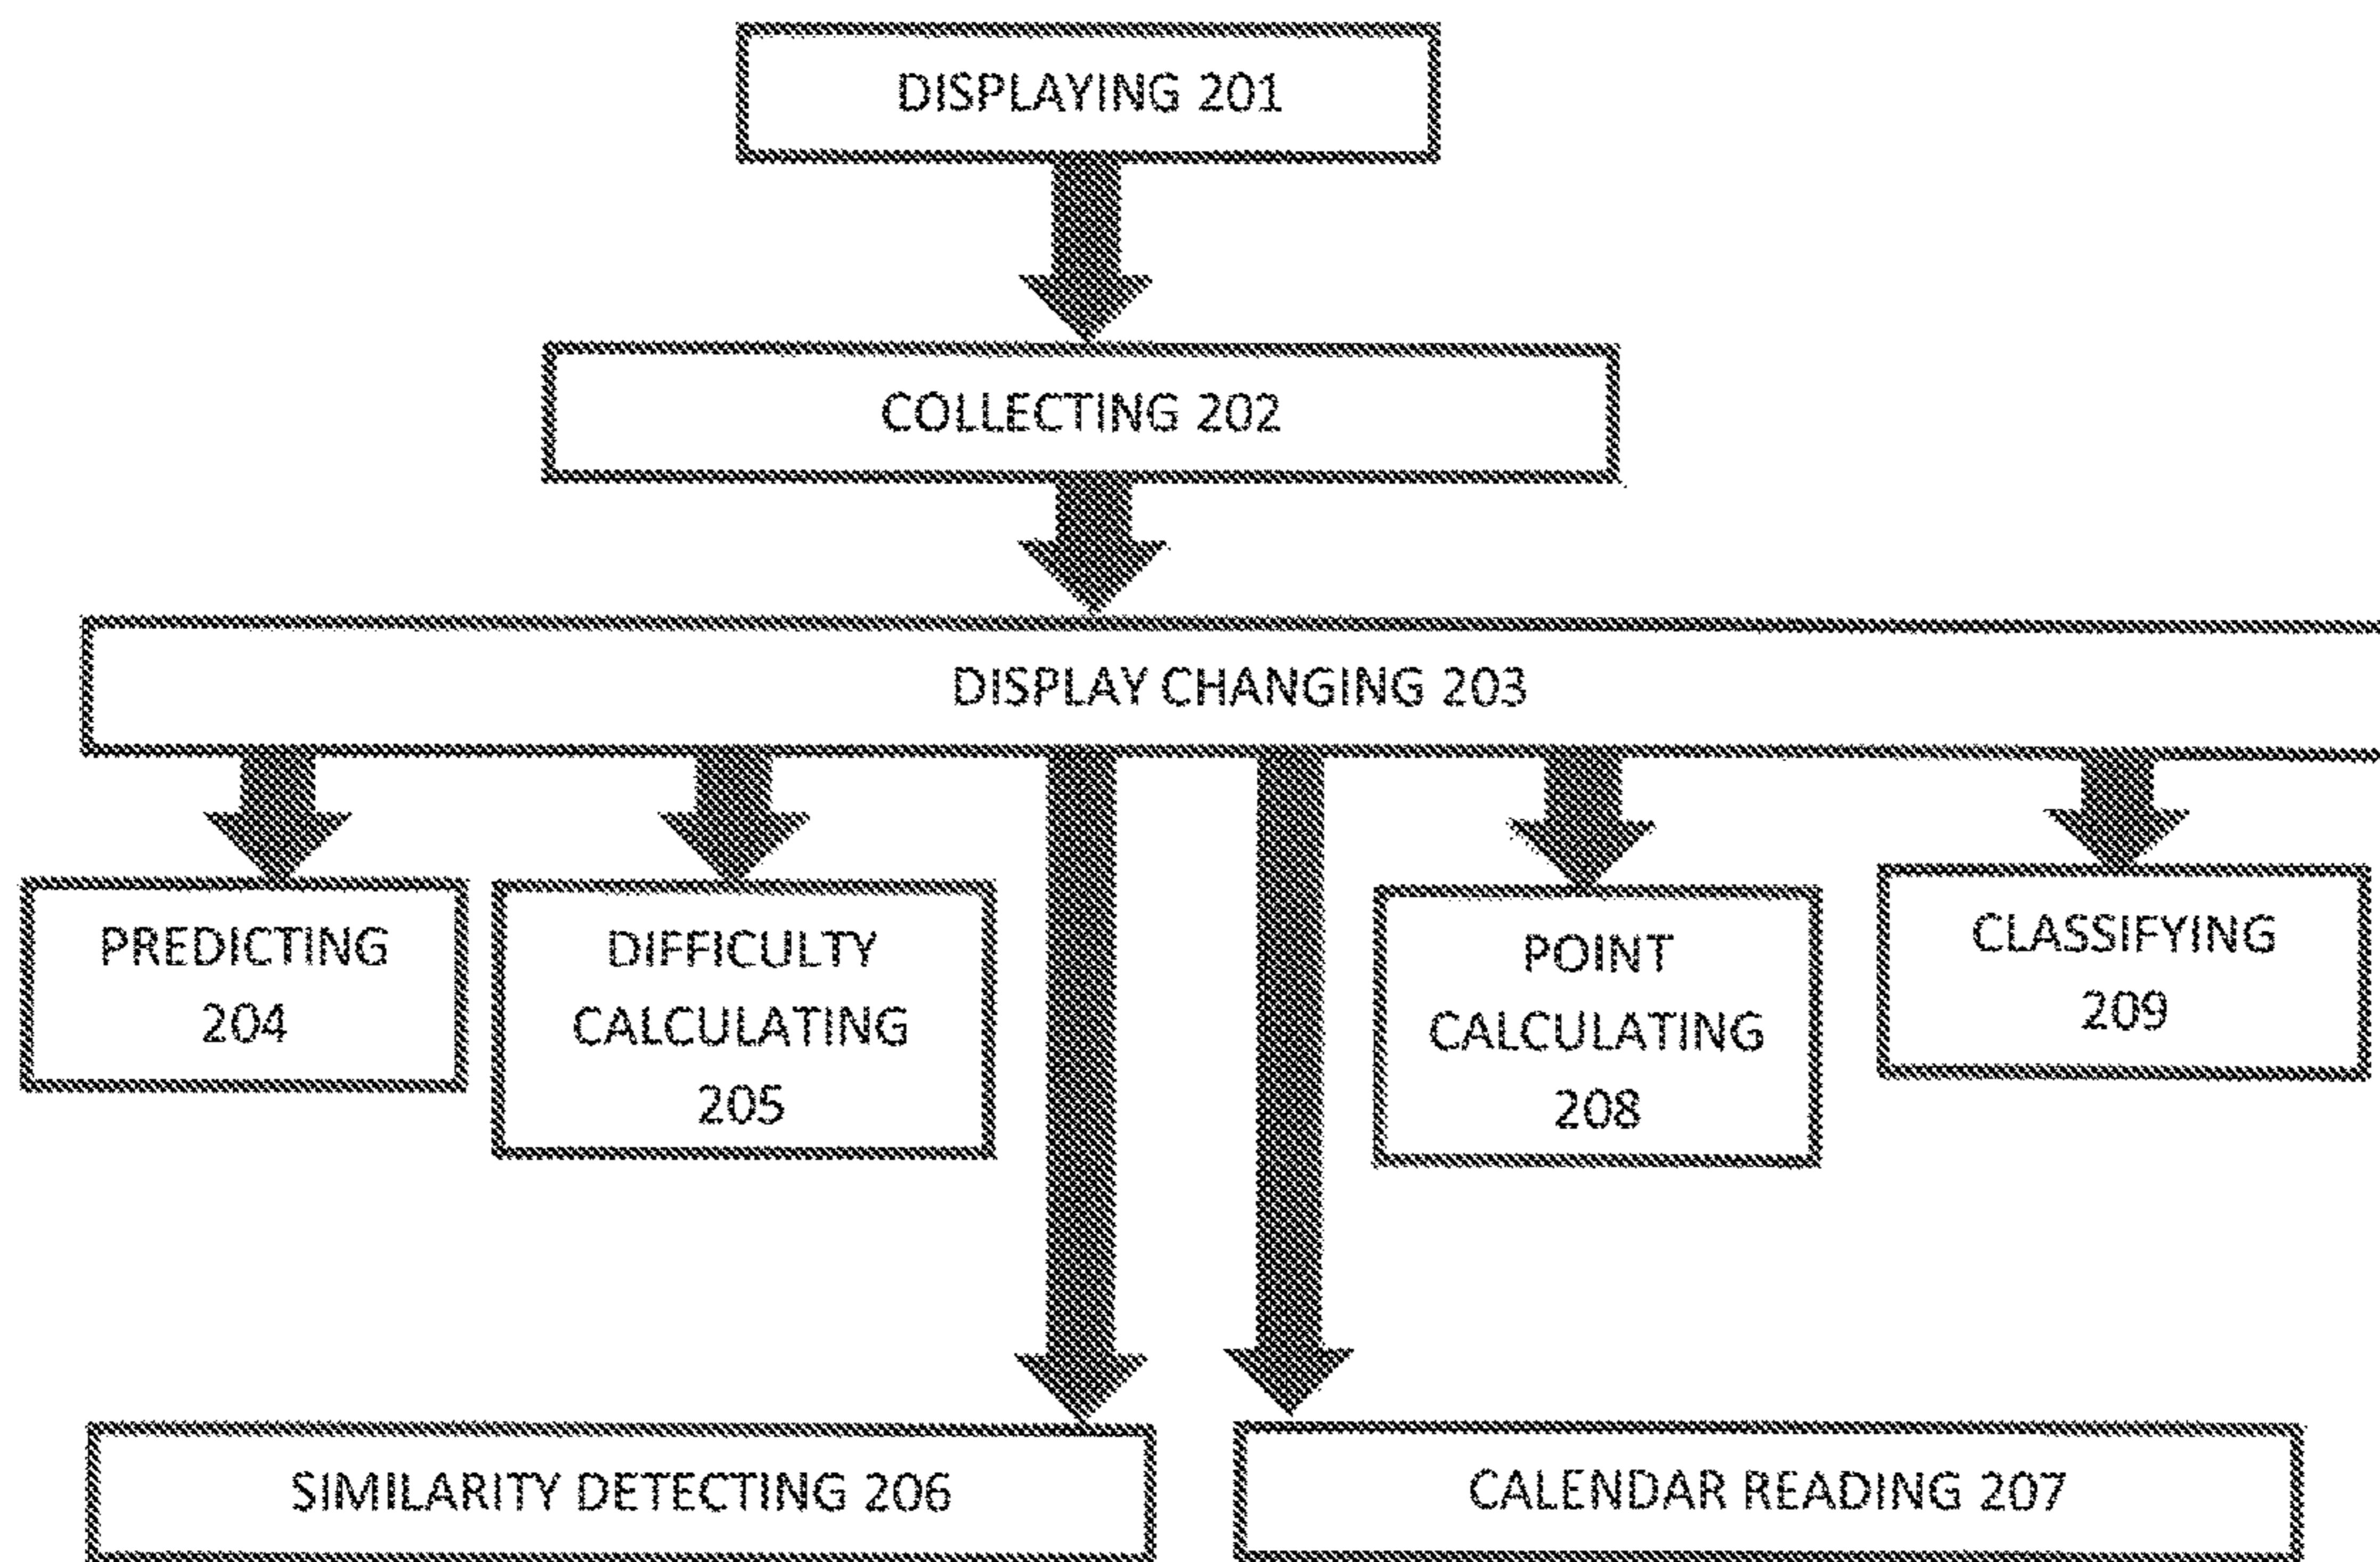 DISPLAYING 201
COLLECTING 202
DISPLAY CHANGING 203
PREDICTING
204
DIFFICULTY
CALCULATING
205
POINT
CALCULATING
208
CLASSIFYING
209
SIMILARITY DETECTING 206
CALENDAR READING 207